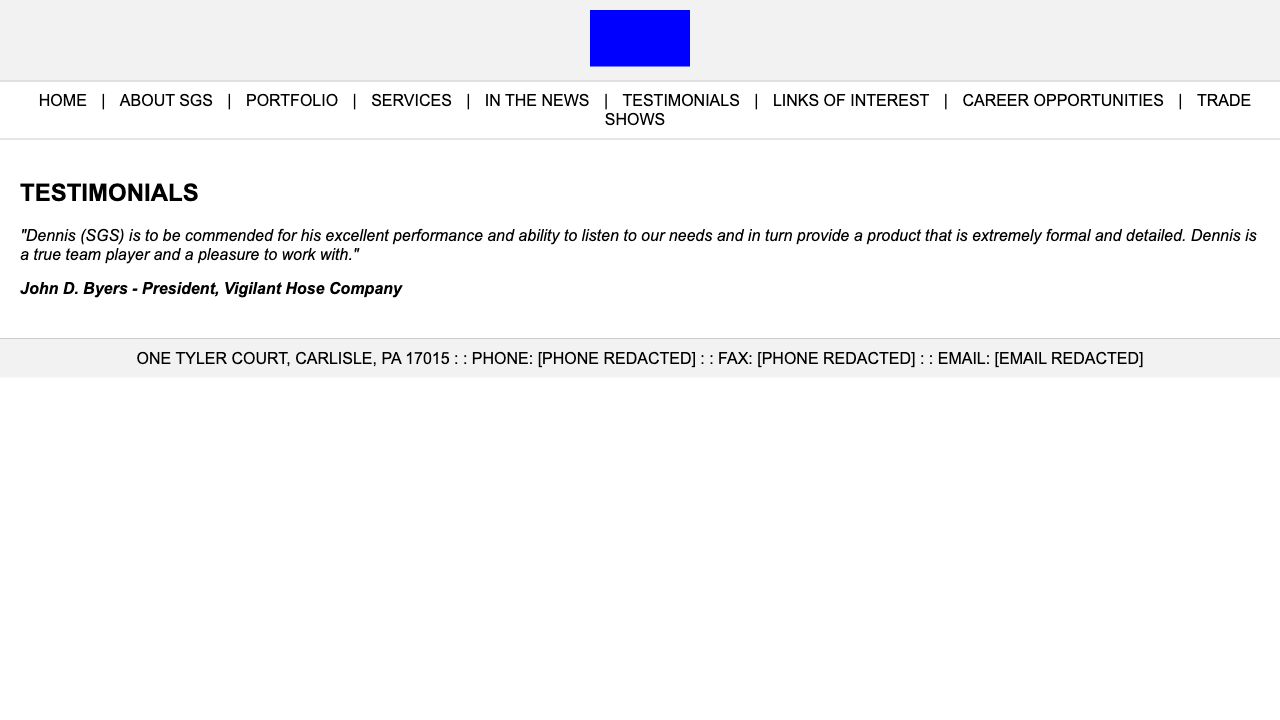 HOME | ABOUT SGS | PORTFOLIO | SERVICES | IN THE NEWS | TESTIMONIALS | LINKS OF INTEREST | CAREER OPPORTUNITIES | TRADE
SHOWS
TESTIMONIALS
"Dennis (SGS) is to be commended for his excellent performance and ability to listen to our needs and in turn provide a product that is extremely formal and detailed. Dennis is
a true team player and a pleasure to work with."
John D. Byers - President, Vigilant Hose Company
ONE TYLER COURT, CARLISLE, PA 17015 : : PHONE: [PHONE REDACTED] : : FAX: [PHONE REDACTED] : : EMAIL: [EMAIL REDACTED]